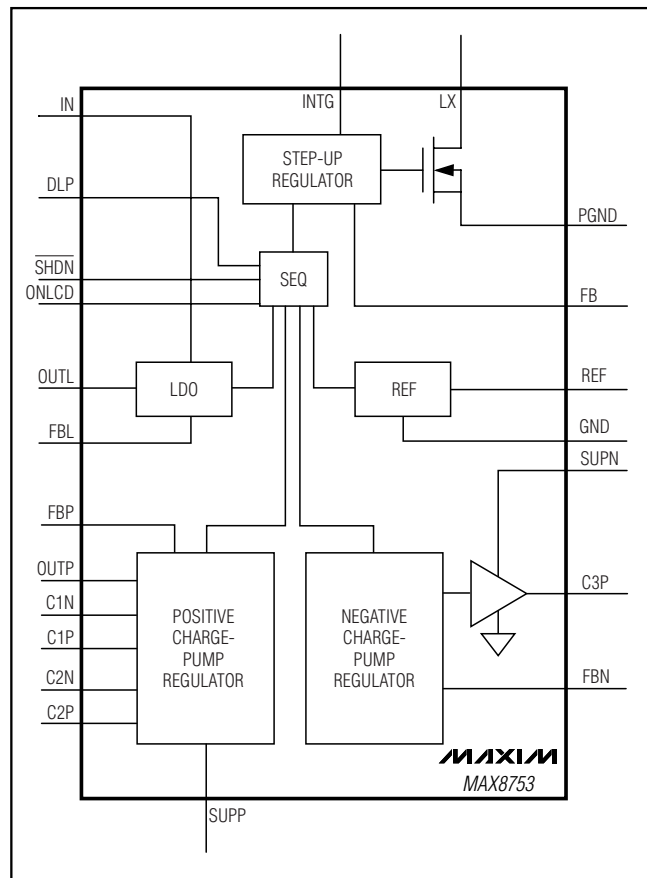 INTG
LX
IN
STEP-UP
REGULATOR
DLP
PGND
SHDN
SEQ
ONLCD
FB
OUTL
LDO
REF
REF
FBL
GND
SUPN
FBP
OUTP
C1N
C1P
C2N
C2P
POSITIVE
CHARGE-
PUMP
REGULATOR
NEGATIVE
CHARGE-
PUMP
REGULATOR
C3P
FBN
MAXIM
MAX8753
SUPP